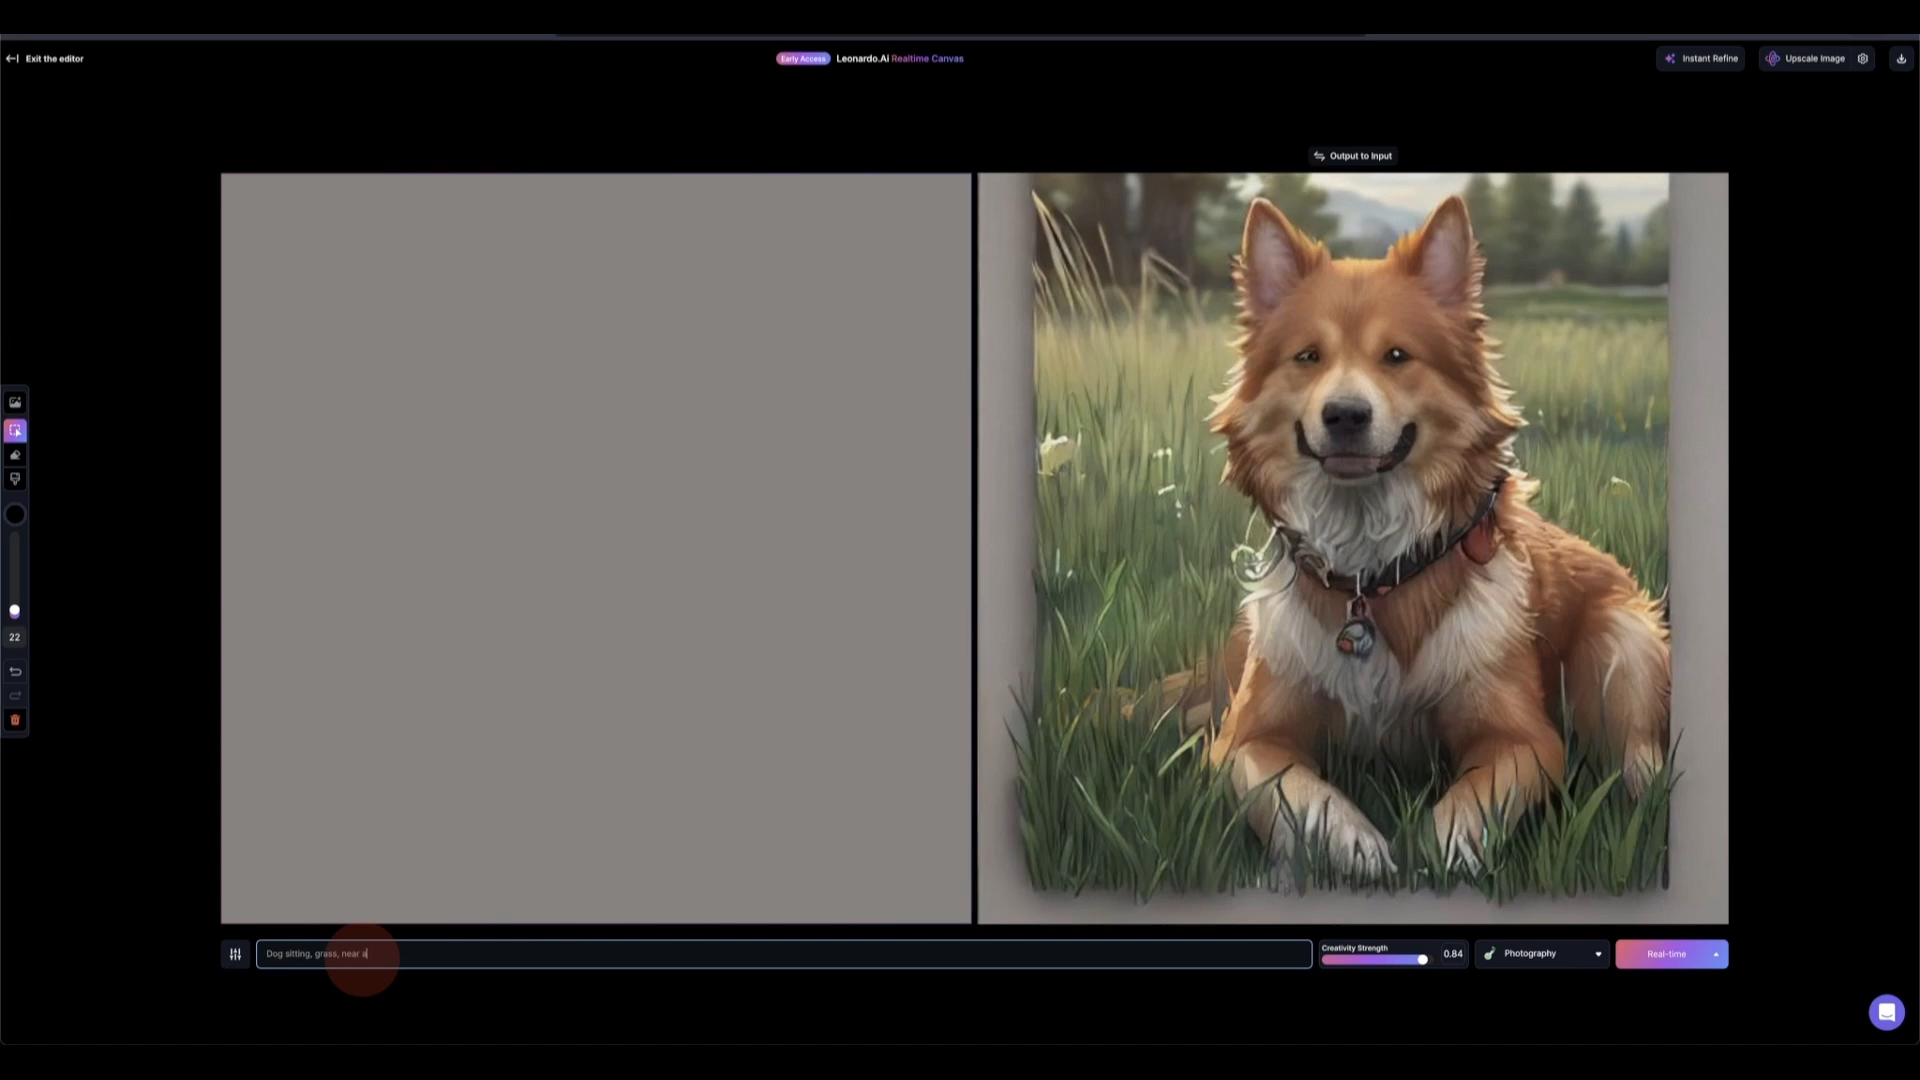 Exit the editor
Early Access Leonardo.Ai Realtime Canvas
Instant Refine
Upscale Image
Output to Input
22
Dog sitting, grass, near a
Creativity Strength
0.84
Photography
Real-time